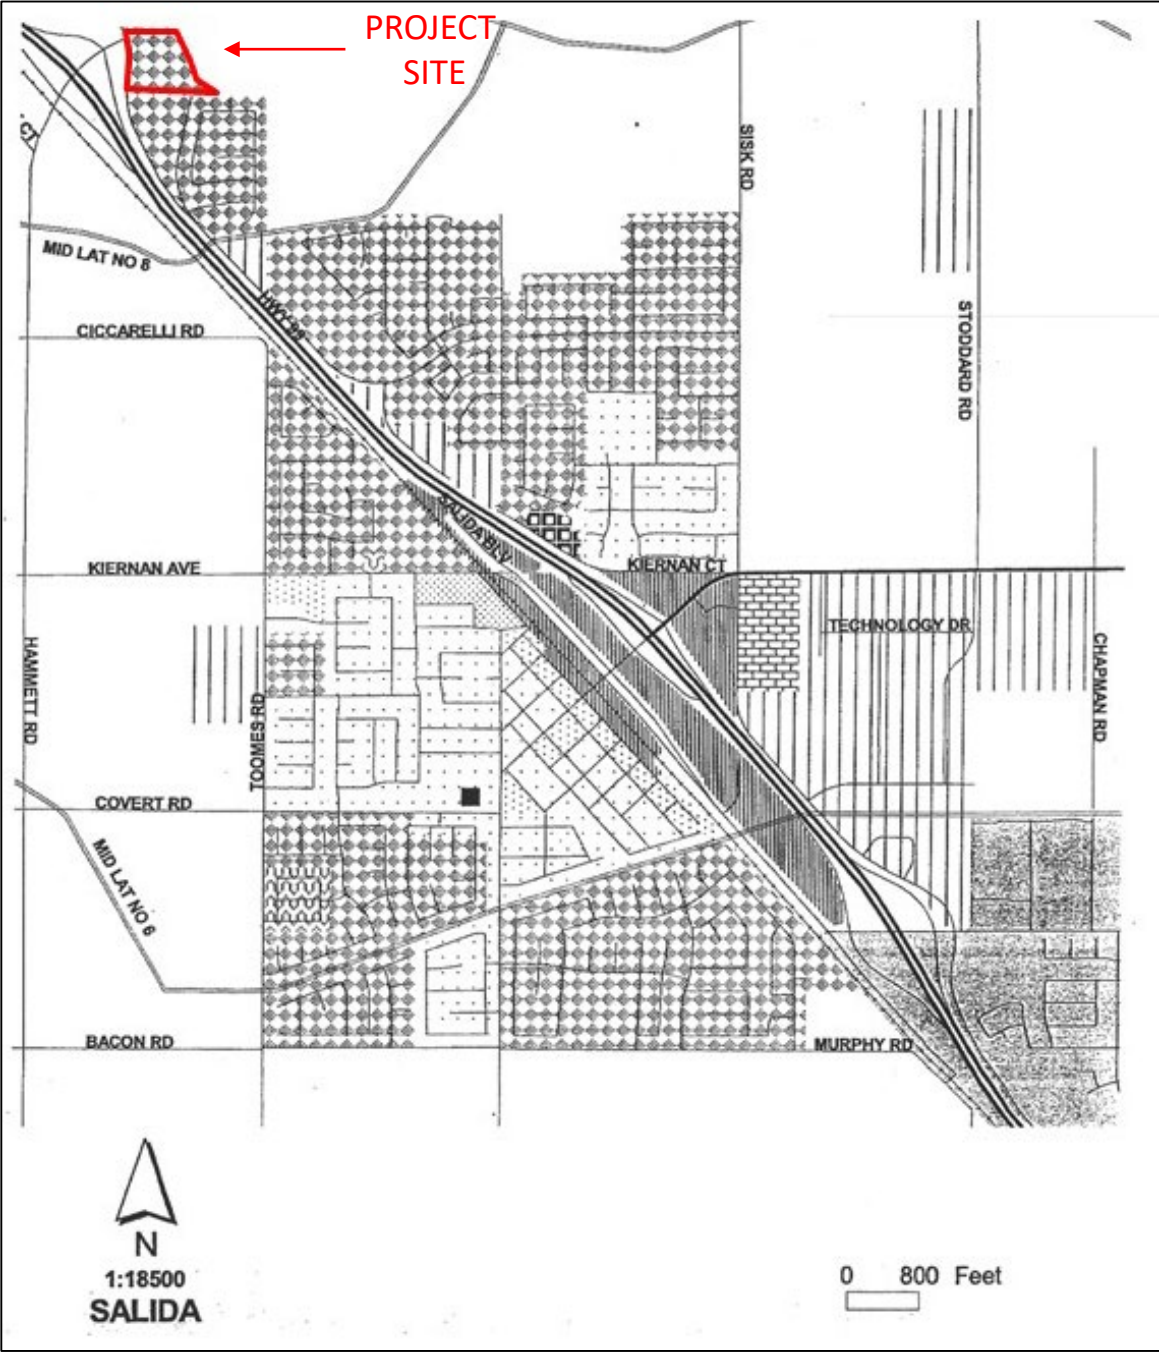 PROJECT
SITE
CT
SISK RD
MID LAT NO 8
HWY 99
CICCARELLI RD
STODDARD RD
SALIDA BLV
KIERNAN AVE
KIERNAN CT
TECHNOLOGY DR
HAMMETT RD
TOOMES RD
CHAPMAN RD
COVERT RD
MID LAT NO 6
BACON RD
MURPHY RD
N
1:18500
SALIDA
0 800 Feet